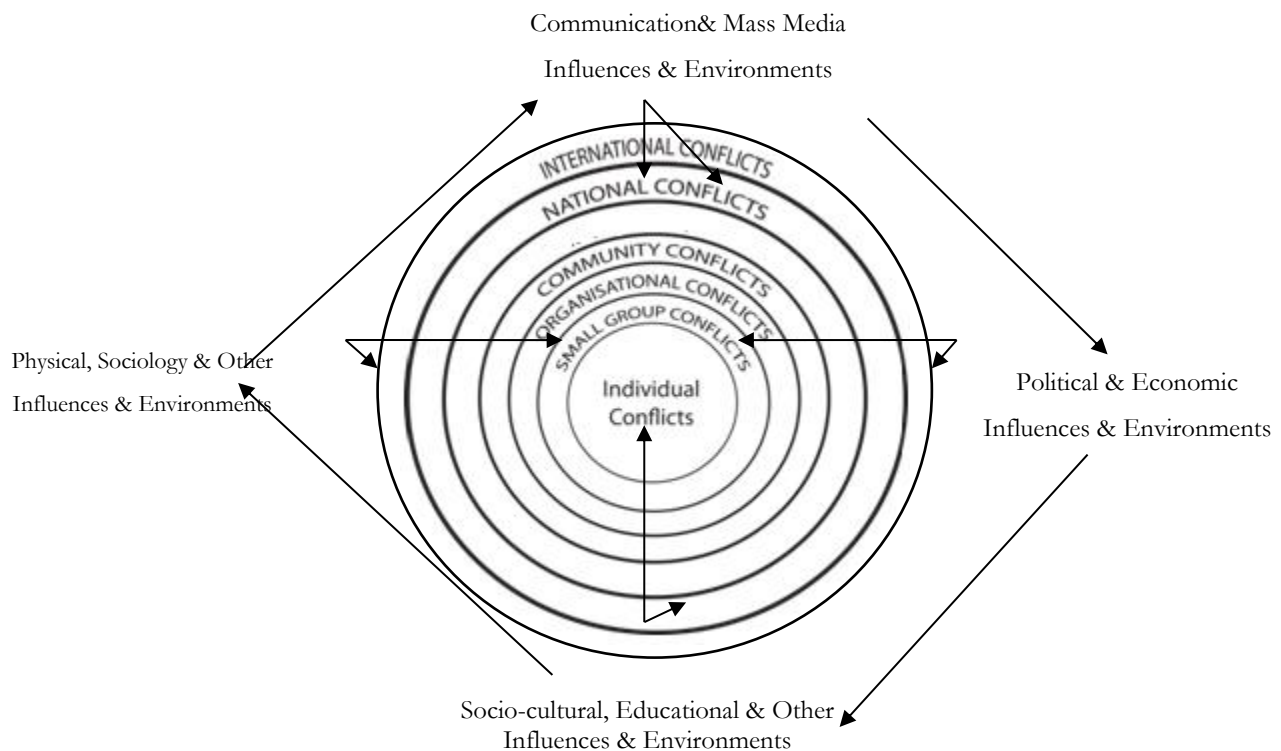 Communication& Mass Media
Influences & Environments
INTERNATIONAL CONFLICTS
NATIONAL CONFLICTS
COMMUNITY CONFLICTS
ORGANISATIONAL CONFLICTS
SMALL GROUP CONFLICTS
Individual
Conflicts
Physical, Sociology & Other
Influences & Environments
Political & Economic
Influences & Environments
Socio-cultural, Educational & Other
Influences & Environments